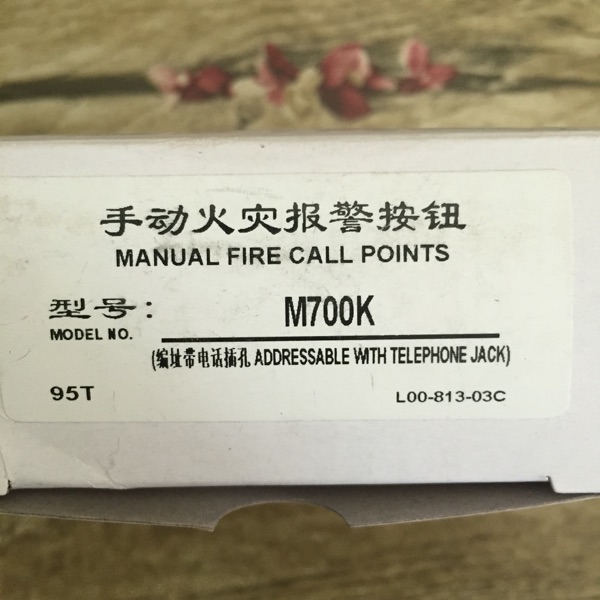 手动火灾报警按钮
MANUAL FIRE CALL POINTS
型号: M700K
MODEL NO.
(编址带电话插孔 ADDRESSABLE WITH TELEPHONE JACK)
95T L00-813-03C